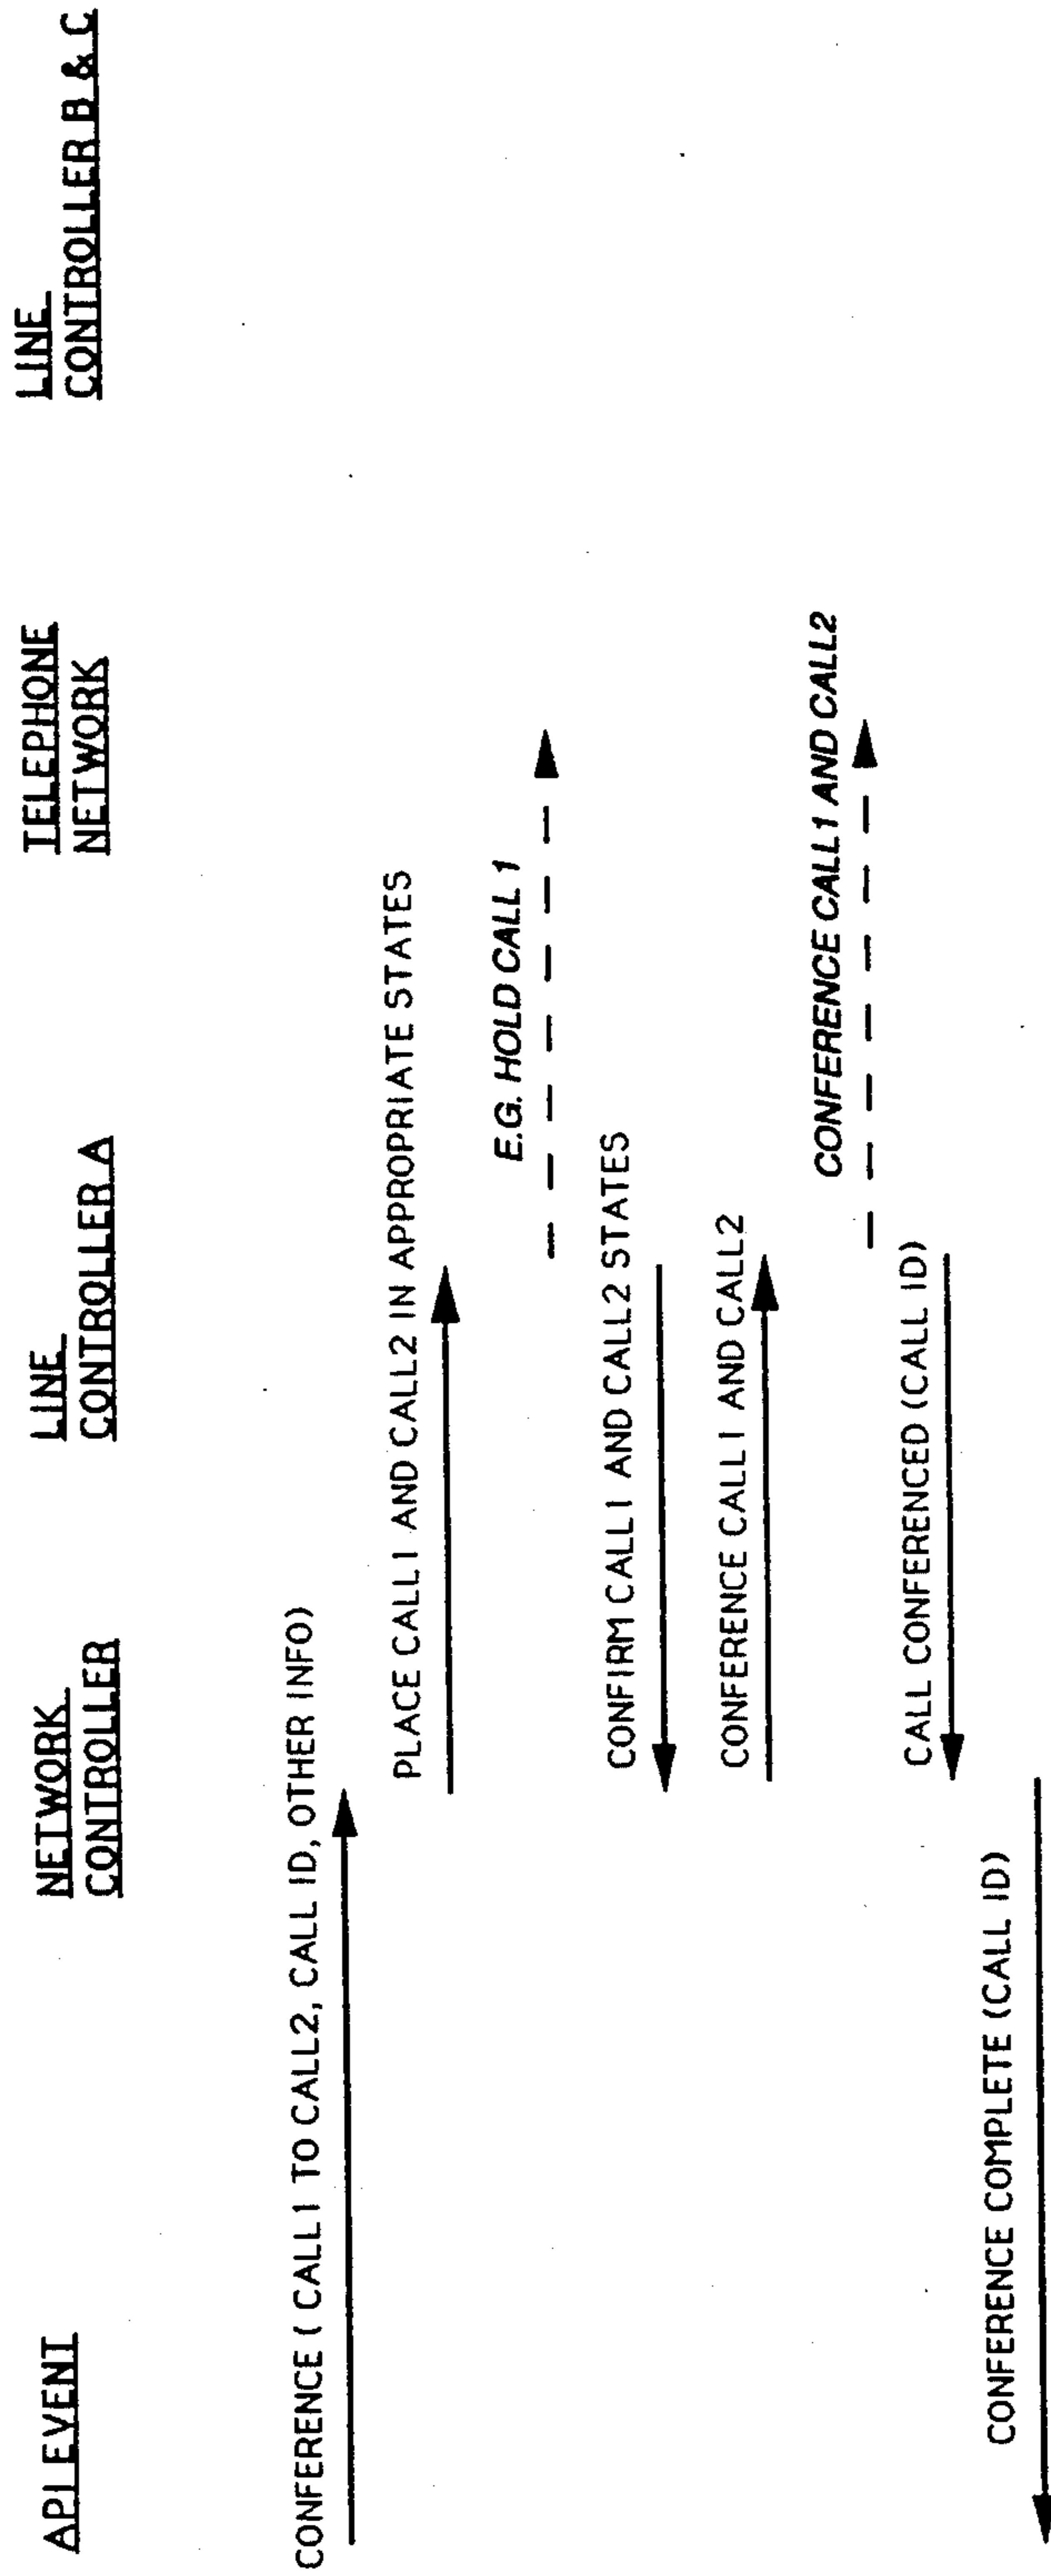 API EVENT
NETWORK
CONTROLLER
LINE
CONTROLLER A
TELEPHONE
NETWORK
LINE
CONTROLLER B & C
CONFERENCE ( CALL1 TO CALL2, CALL ID, OTHER INFO)
PLACE CALL1 AND CALL2 IN APPROPRIATE STATES
E.G. HOLD CALL 1
CONFIRM CALL1 AND CALL2 STATES
CONFERENCE CALL1 AND CALL2
CONFERENCE CALL1 AND CALL2
CALL CONFERENCED (CALL ID)
CONFERENCE COMPLETE (CALL ID)